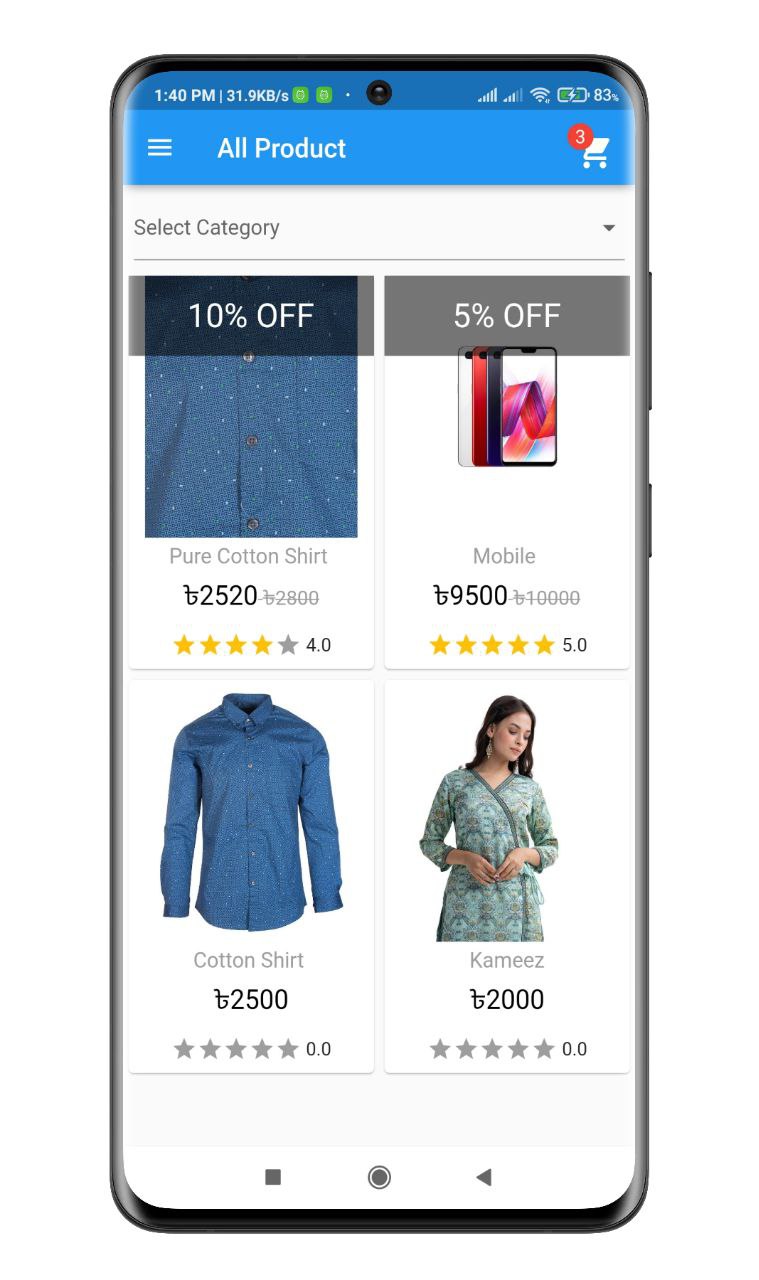 1:40 PM | 31.9KB/s
83%
All Product
3
Select Category
10% OFF
5% OFF
Pure Cotton Shirt
Mobile
৳2520 ৳2800
৳9500 ৳10000
4.0
5.0
Cotton Shirt
Kameez
৳2500
৳2000
0.0
0.0